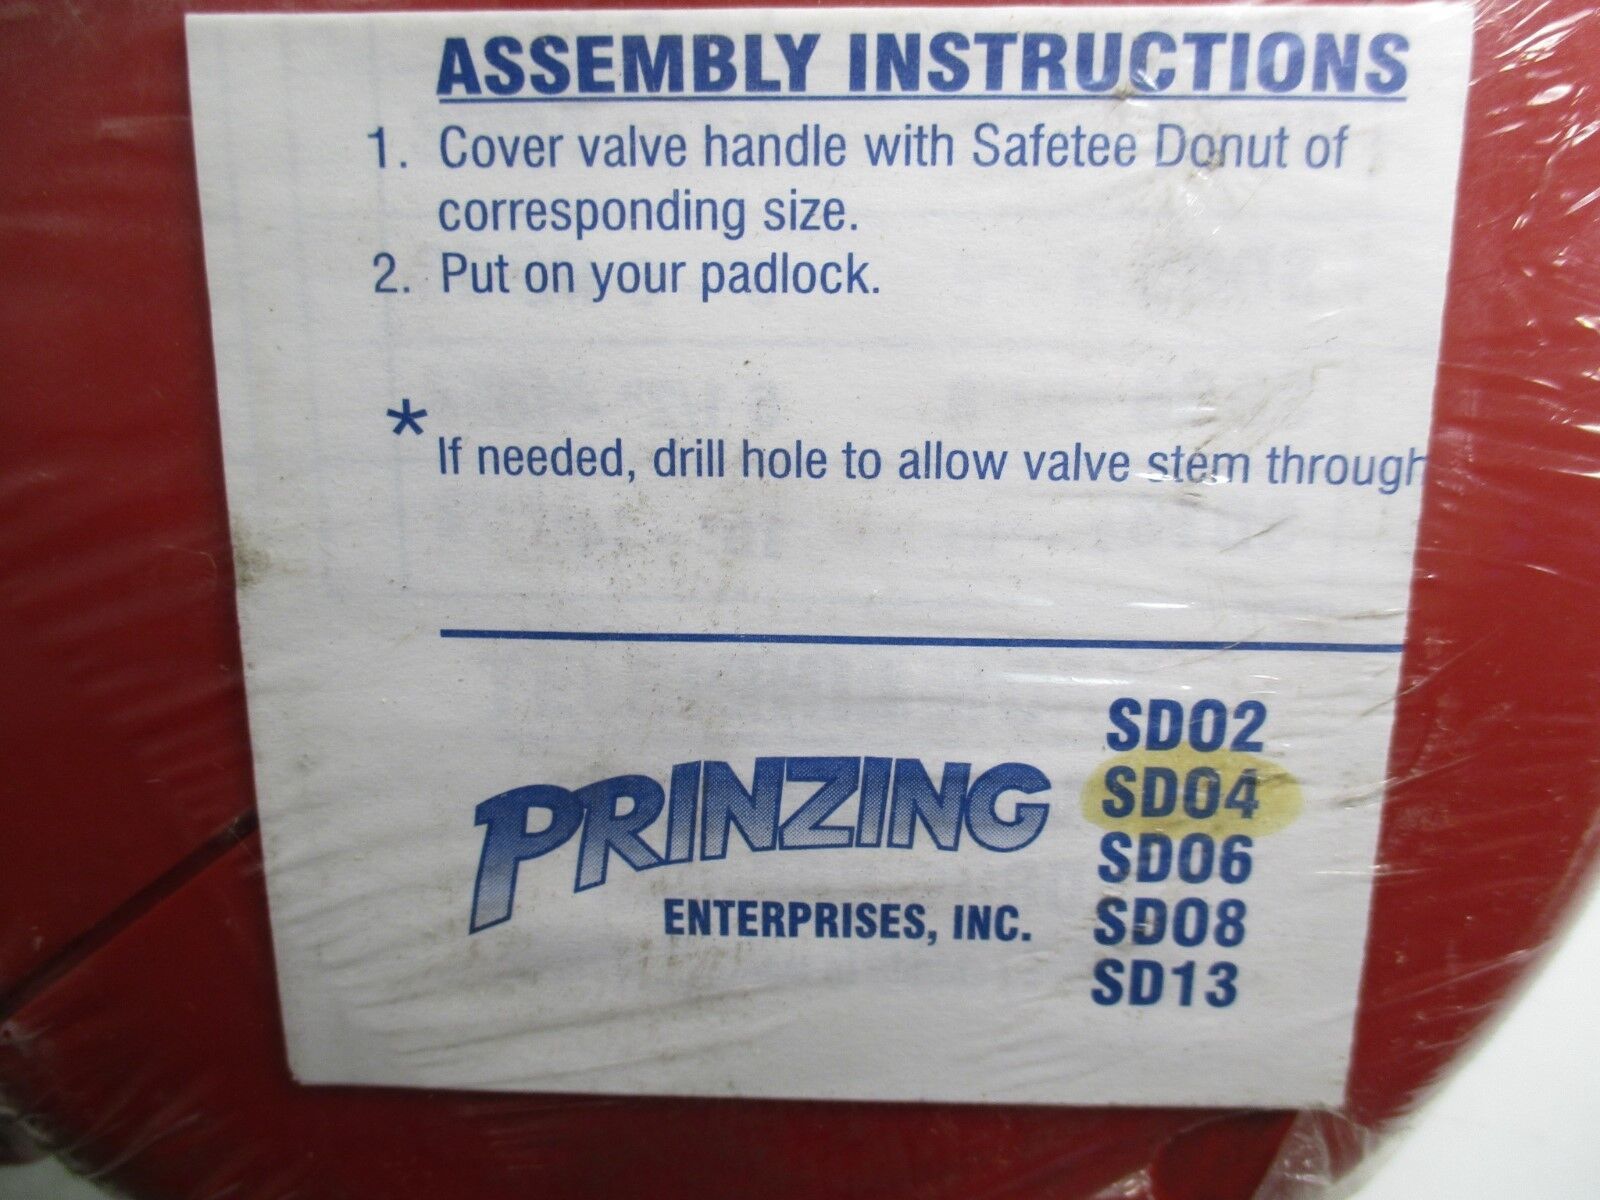 ASSEMBLY INSTRUCTIONS
1. Cover valve handle with Safetee Donut of
corresponding size.
2. Put on your padlock.
* If needed, drill hole to allow valve stem through
PRINZING
ENTERPRISES, INC.
SD02
SD04
SD06
SD08
SD13